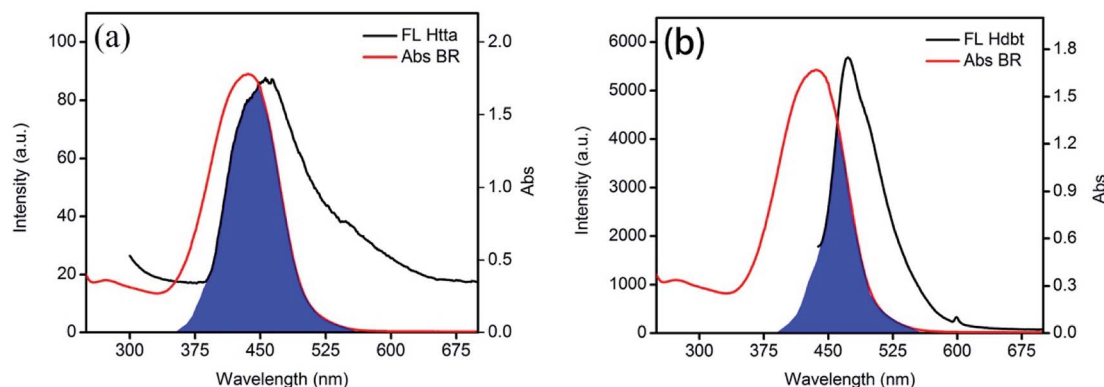 (a)
FL Htta
Abs BR
100
80
60
40
20
0
Intensity (a.u.)
2.0
1.5
1.0
0.5
0.0
Abs
300 375 450 525 600 675
Wavelength (nm)
(b)
FL Hdbt
Abs BR
6000
5000
4000
3000
2000
1000
0
Intensity (a.u.)
1.8
1.5
1.2
0.9
0.6
0.3
0.0
Abs
300 375 450 525 600 675
Wavelength (nm)